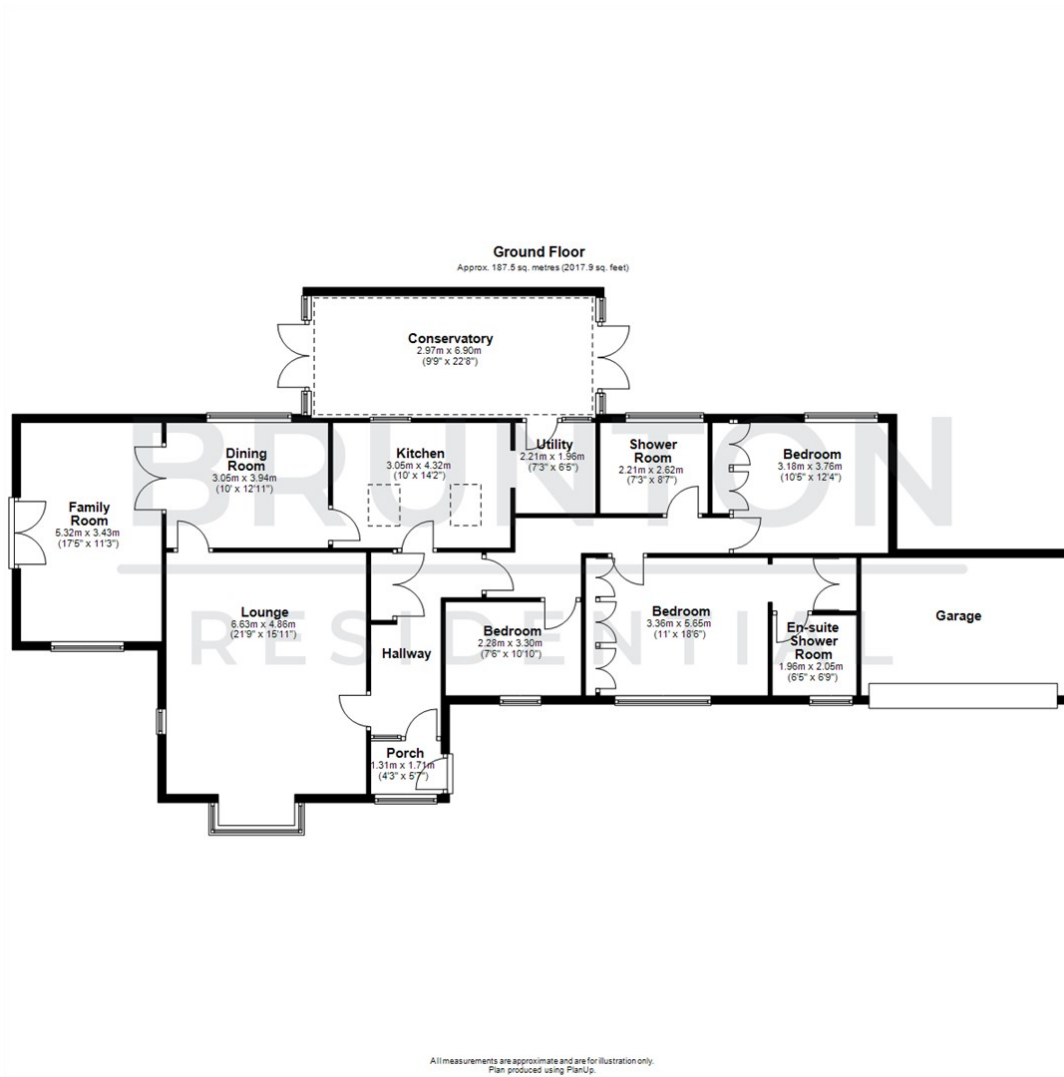 Ground Floor
Approx. 187.5 sq. metres (2017.9 sq. feet)
Conservatory
2.97m x 6.90m
(9'9" x 22'8")
Dining
Room
3.05m x 3.94m
(10' x 12'11")
Kitchen
3.05m x 4.32m
(10' x 14'2")
Utility
2.21m x 1.96m
(7'3" x 6'5")
Shower
Room
2.21m x 2.62m
(7'3" x 8'7")
Bedroom
3.18m x 3.76m
(10'5" x 12'4")
Family
Room
5.32m x 3.43m
(17'5" x 11'3")
BRUNTON
RESIDENTIAL
Lounge
6.63m x 4.86m
(21'9" x 15'11")
Hallway
Bedroom
2.28m x 3.30m
(7'6" x 10'10")
Bedroom
3.36m x 5.65m
(11' x 18'6")
En-suite
Shower
Room
1.96m x 2.05m
(6'5" x 6'9")
Garage
Porch
1.31m x 1.71m
(4'3" x 5'7")
All measurements are approximate and are for illustration only.
Plan produced using PlanUp.